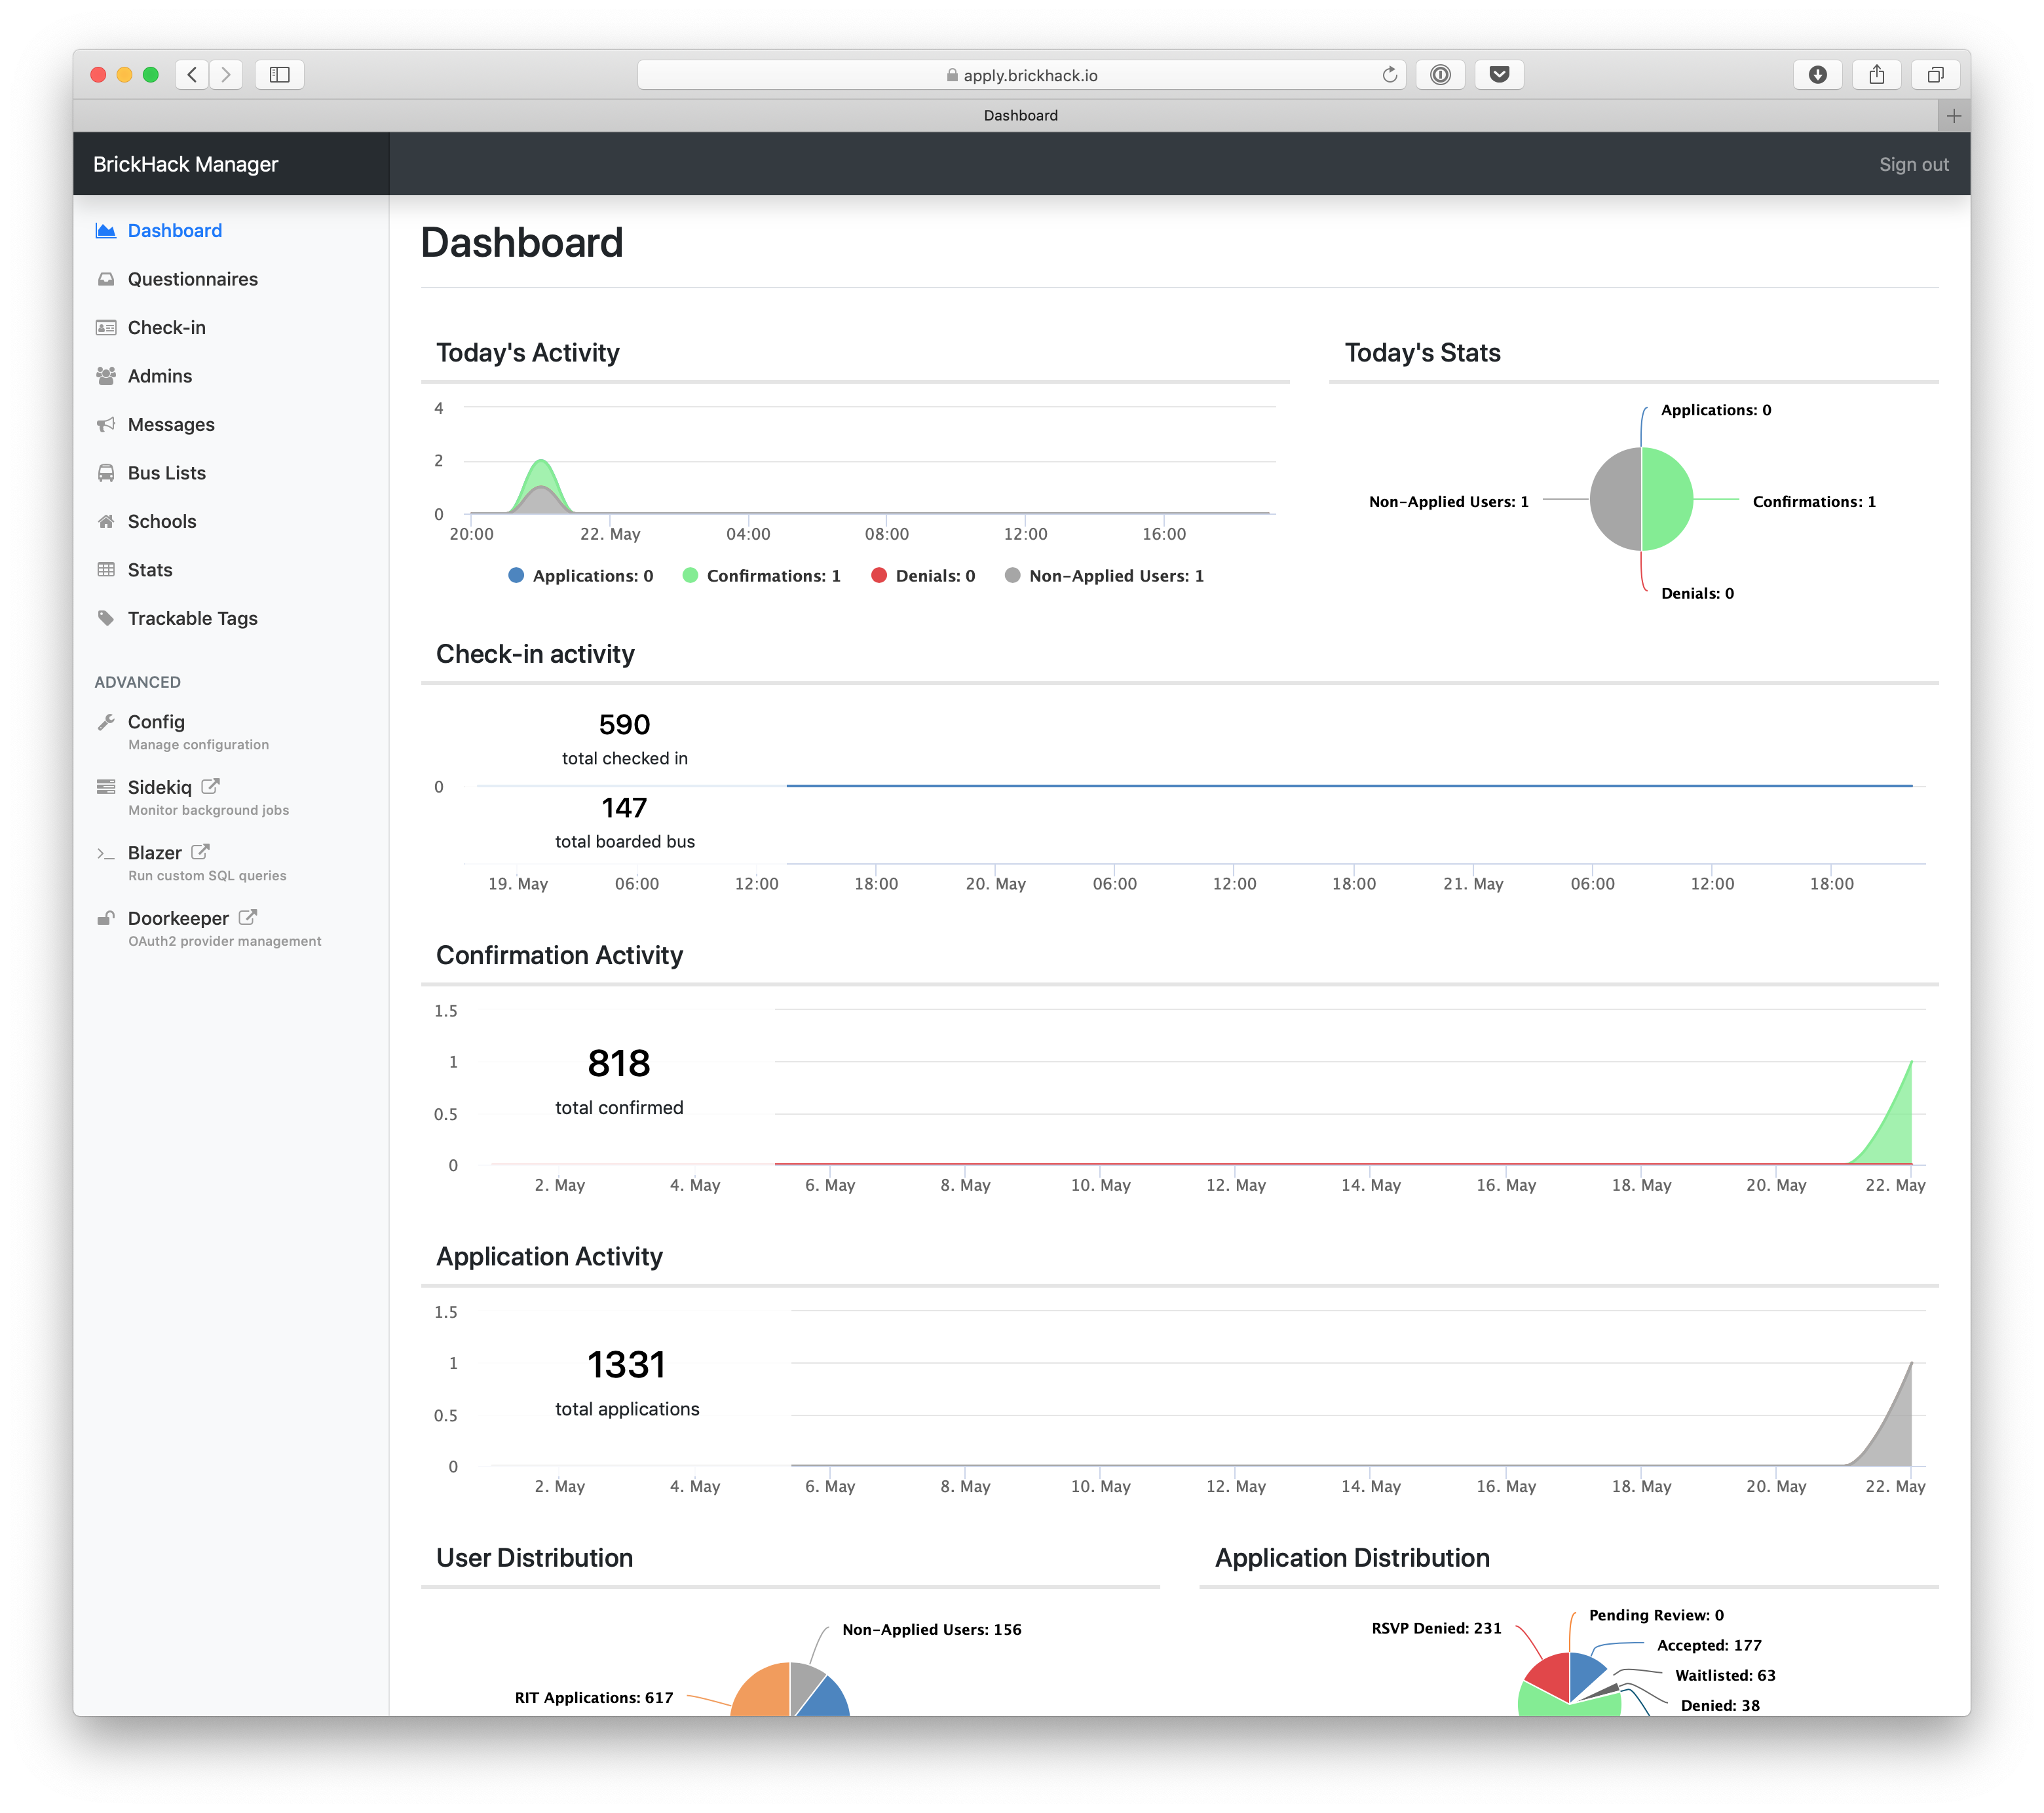 apply.brickhack.io
Dashboard
BrickHack Manager
Sign out
Dashboard
Questionnaires
Check-in
Admins
Messages
Bus Lists
Schools
Stats
Trackable Tags
ADVANCED
Config
Manage configuration
Sidekiq
Monitor background jobs
Blazer
Run custom SQL queries
Doorkeeper
OAuth2 provider management
Dashboard
Today's Activity
4
2
0
20:00 22. May 04:00 08:00 12:00 16:00
Applications: 0 Confirmations: 1 Denials: 0 Non-Applied Users: 1
Today's Stats
Applications: 0
Non-Applied Users: 1
Confirmations: 1
Denials: 0
Check-in activity
590
total checked in
0
147
total boarded bus
19. May 06:00 12:00 18:00 20. May 06:00 12:00 18:00 21. May 06:00 12:00 18:00
Confirmation Activity
1.5
1
0.5
0
818
total confirmed
2. May 4. May 6. May 8. May 10. May 12. May 14. May 16. May 18. May 20. May 22. May
Application Activity
1.5
1
0.5
0
1331
total applications
2. May 4. May 6. May 8. May 10. May 12. May 14. May 16. May 18. May 20. May 22. May
User Distribution
Non-Applied Users: 156
RIT Applications: 617
Application Distribution
Pending Review: 0
RSVP Denied: 231
Accepted: 177
Waitlisted: 63
Denied: 38